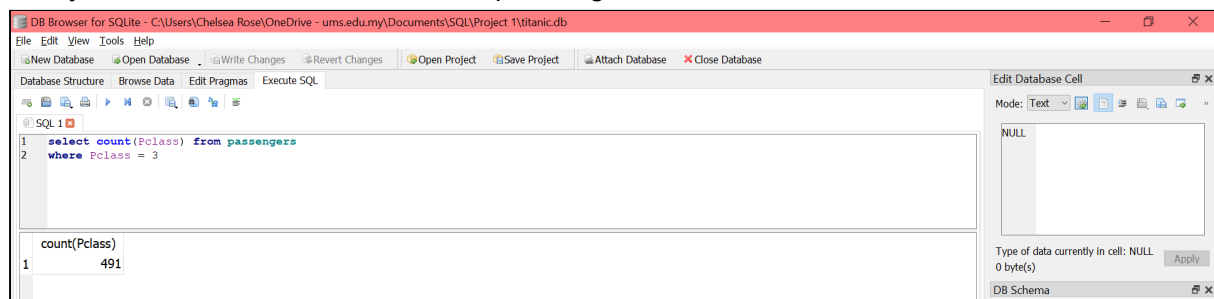 DB Browser for SQLite - C:\Users\Chelsea Rose\OneDrive - ums.edu.my\Documents\SQL\Project 1\titanic.db
File Edit View Tools Help
New Database Open Database Write Changes Revert Changes Open Project Save Project Attach Database Close Database
Database Structure Browse Data Edit Pragmas Execute SQL
SQL 1
1 select count(Pclass) from passengers
2 where Pclass = 3
count(Pclass)
1 491
Edit Database Cell
Mode: Text
NULL
Type of data currently in cell: NULL
0 byte(s)
Apply
DB Schema